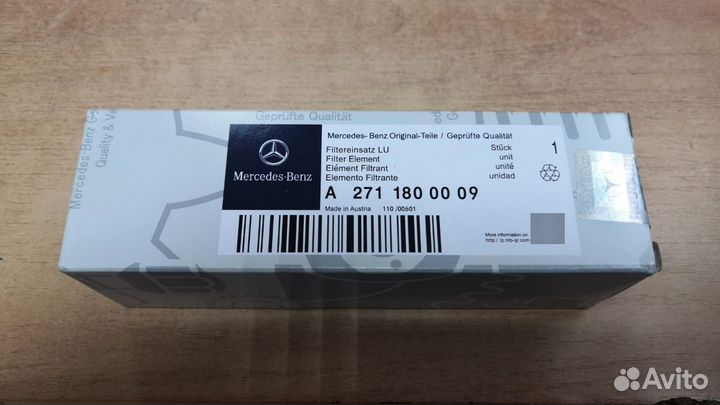 Geprüfte Qualität
Quality & Va
Mercedes-Benz Ge
Mercedes-Benz
Mercedes-Benz Original-Teile / Geprüfte Qualität
Filtereinsatz LU
Filter Element
Elément Filtrant
Elemento Filtrante
Stück
unit
unité
unidad
1
A 271 180 00 09
Made in Austria 110 /00601
More information on
http://p.mb-qr.com
Avito